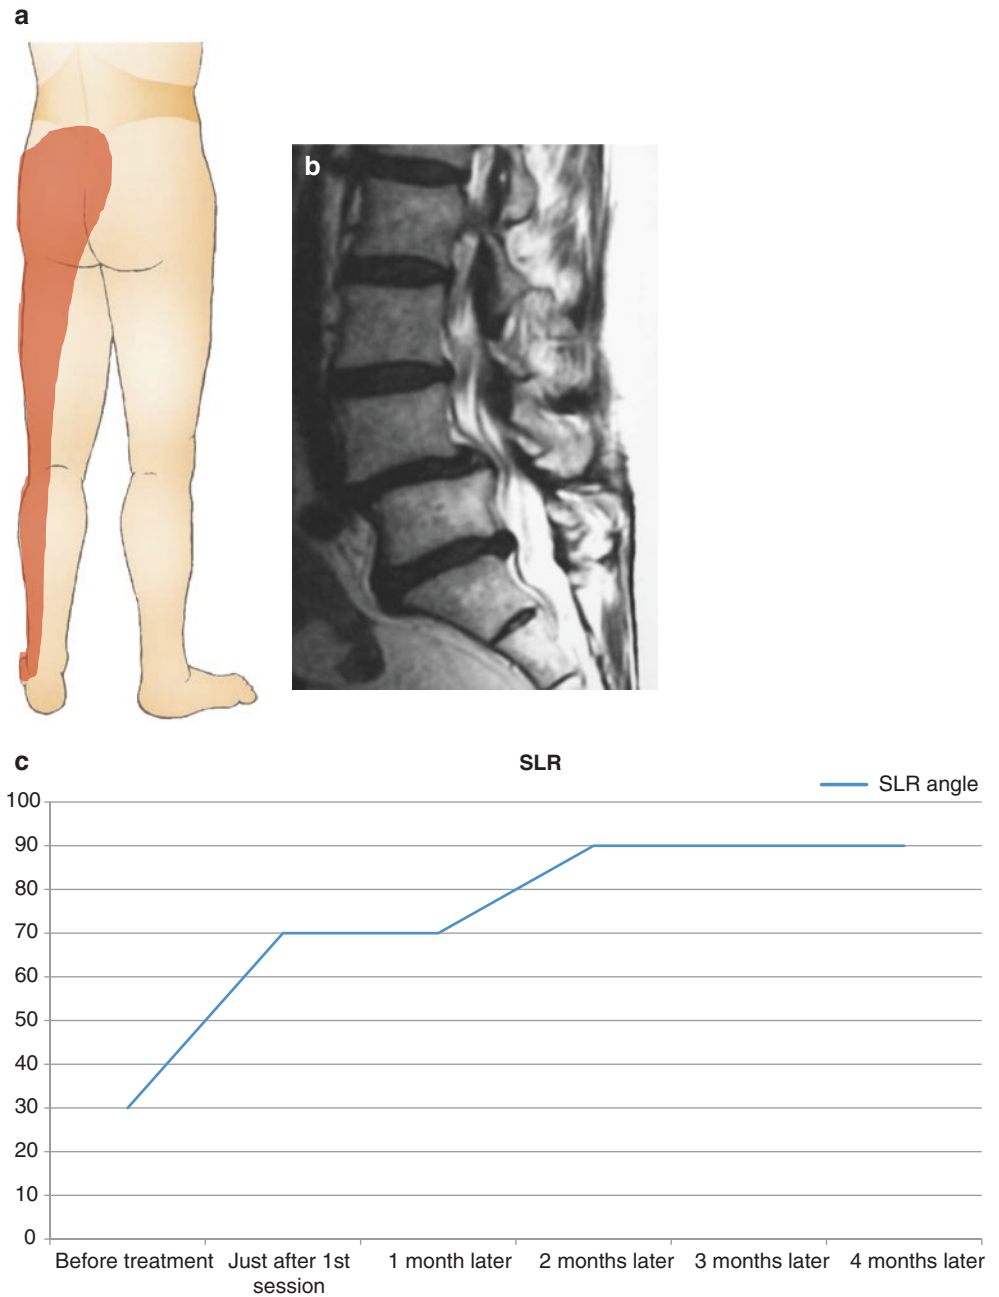 a
b
c
SLR
SLR angle
100
90
80
70
60
50
40
30
20
10
0
Before treatment
Just after 1st
session
1 month later
2 months later
3 months later
4 months later